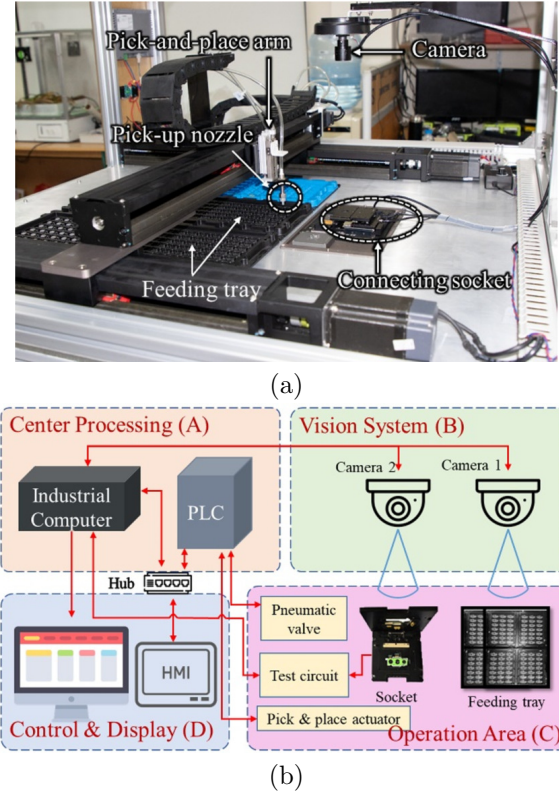 Pick-and-place arm
Camera
Pick-up nozzle
Feeding tray
Connecting socket
(a)
Center Processing (A)
Vision System (B)
Camera 2
Camera 1
Industrial
Computer
PLC
Hub
Pneumatic
valve
HMI
Test circuit
Socket
Feeding tray
Pick & place actuator
Control & Display (D)
Operation Area (C)
(b)